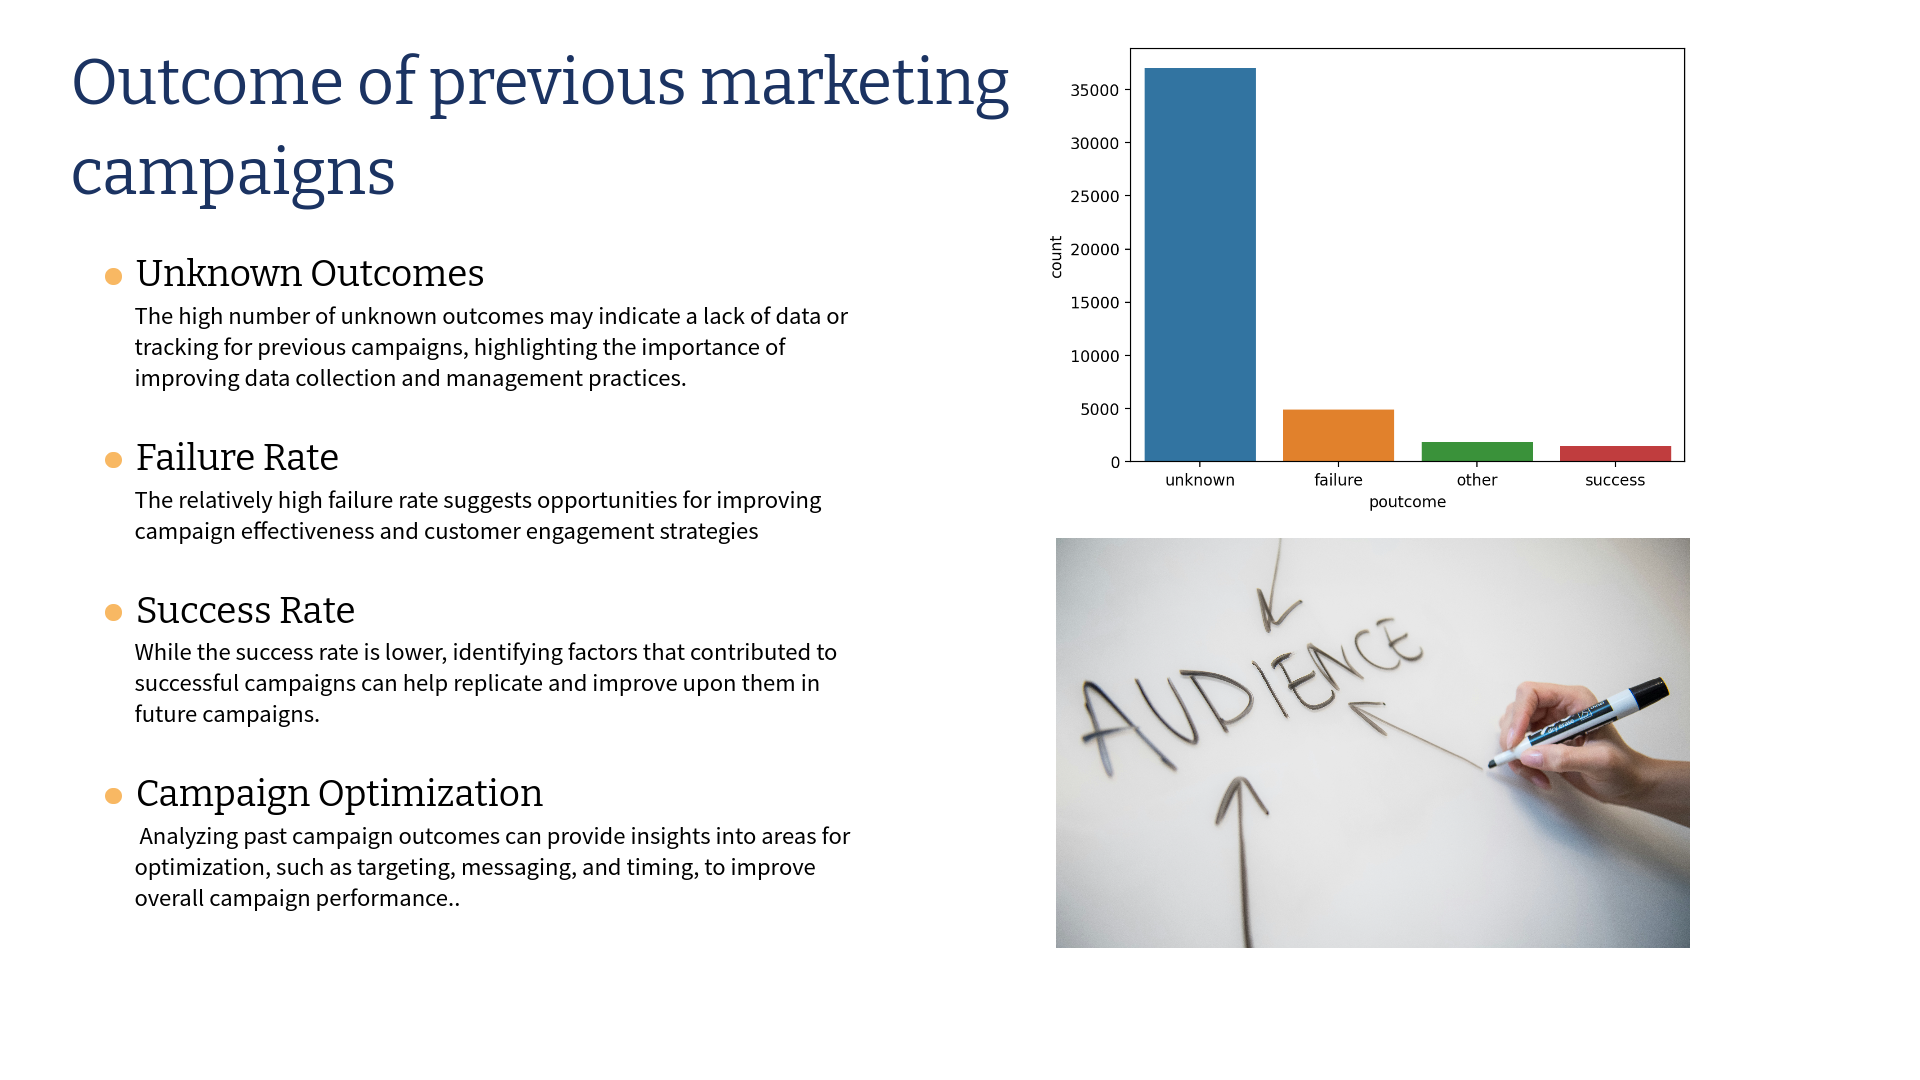 Outcome of previous marketing
campaigns
Unknown Outcomes
The high number of unknown outcomes may indicate a lack of data or
tracking for previous campaigns, highlighting the importance of
improving data collection and management practices.
Failure Rate
The relatively high failure rate suggests opportunities for improving
campaign effectiveness and customer engagement strategies
Success Rate
While the success rate is lower, identifying factors that contributed to
successful campaigns can help replicate and improve upon them in
future campaigns.
Campaign Optimization
Analyzing past campaign outcomes can provide insights into areas for
optimization, such as targeting, messaging, and timing, to improve
overall campaign performance..
35000
30000
25000
20000
15000
10000
5000
0
count
unknown failure other success
poutcome
AUDIENCE